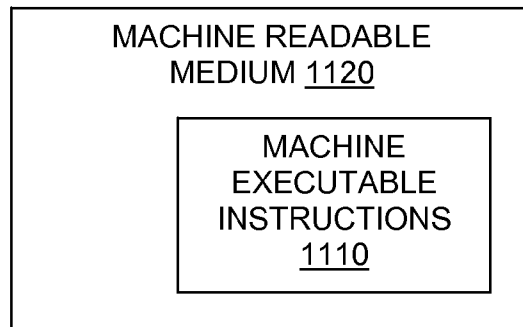 MACHINE READABLE
MEDIUM 1120
MACHINE
EXECUTABLE
INSTRUCTIONS
1110